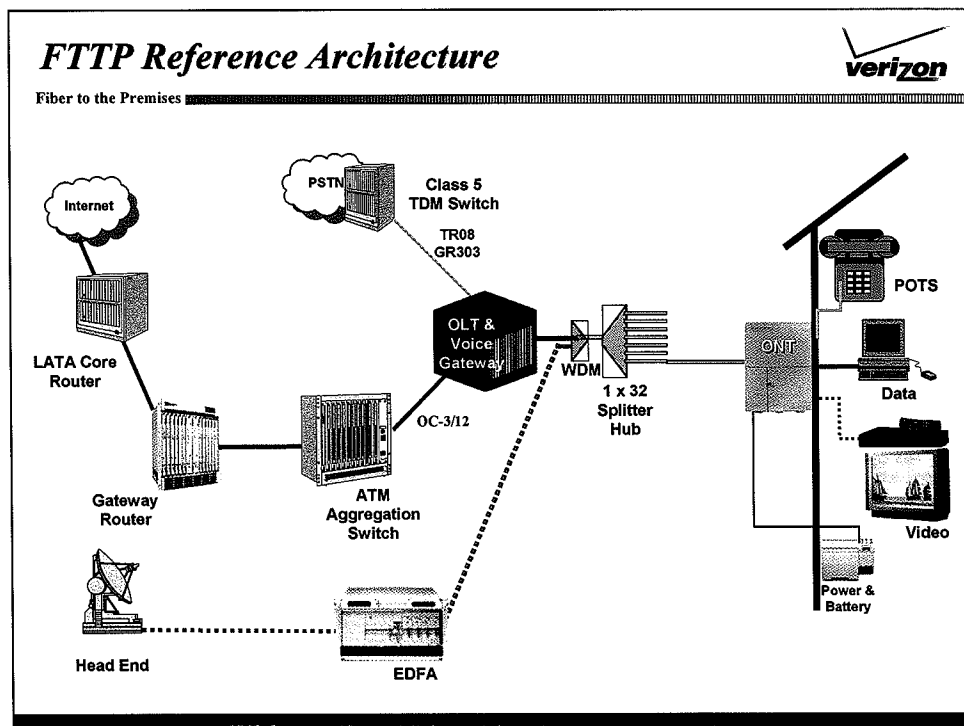 FTTP Reference Architecture
verizon
Fiber to the Premises
Internet
PSTN
Class 5
TDM Switch
TR08
GR303
POTS
OLT &
Voice
Gateway
WDM
1 x 32
Splitter
Hub
ONT
Data
LATA Core
Router
OC-3/12
Gateway
Router
ATM
Aggregation
Switch
Video
Power &
Battery
Head End
EDFA